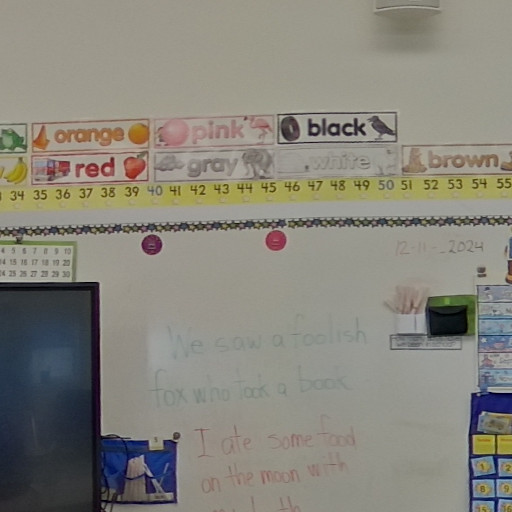 orange pink black
red gray white brown
34 35 36 37 38 39 40 41 42 43 44 45 46 47 48 49 50 51 52 53 54 55
12-11-2024
We saw a foolish
fox who took a book
I ate some food
on the moon with